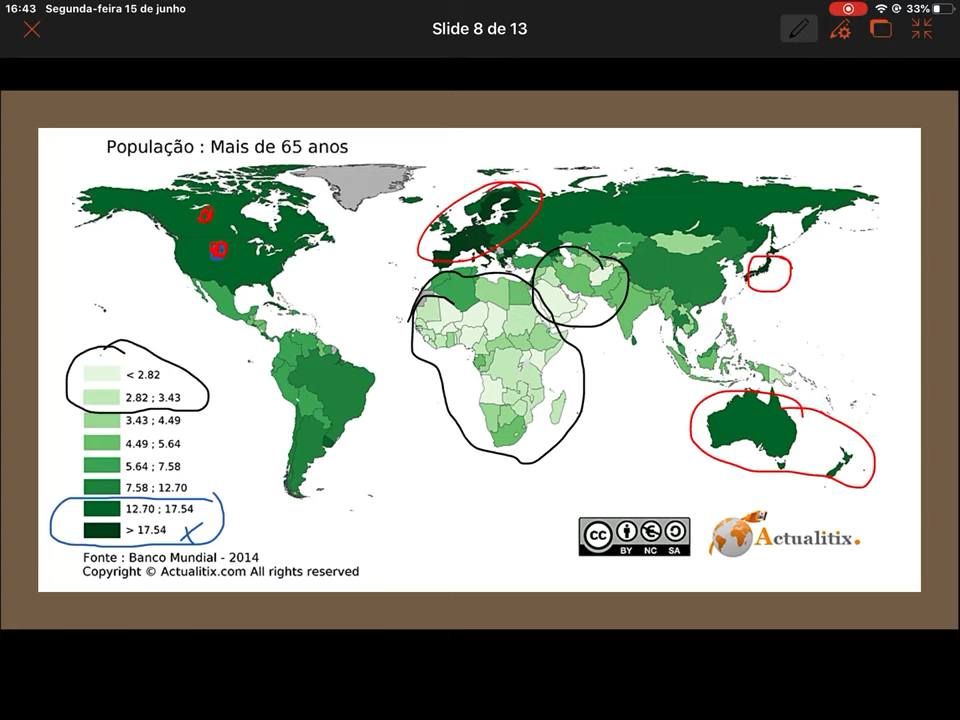 16:43 Segunda-feira 15 de junho
33%
Slide 8 de 13
População : Mais de 65 anos
< 2.82
2.82 ; 3.43
3.43 ; 4.49
4.49 ; 5.64
5.64 ; 7.58
7.58 ; 12.70
12.70 ; 17.54
> 17.54
Fonte : Banco Mundial - 2014
Copyright © Actualitix.com All rights reserved
cc
BY NC SA
Actualitix.